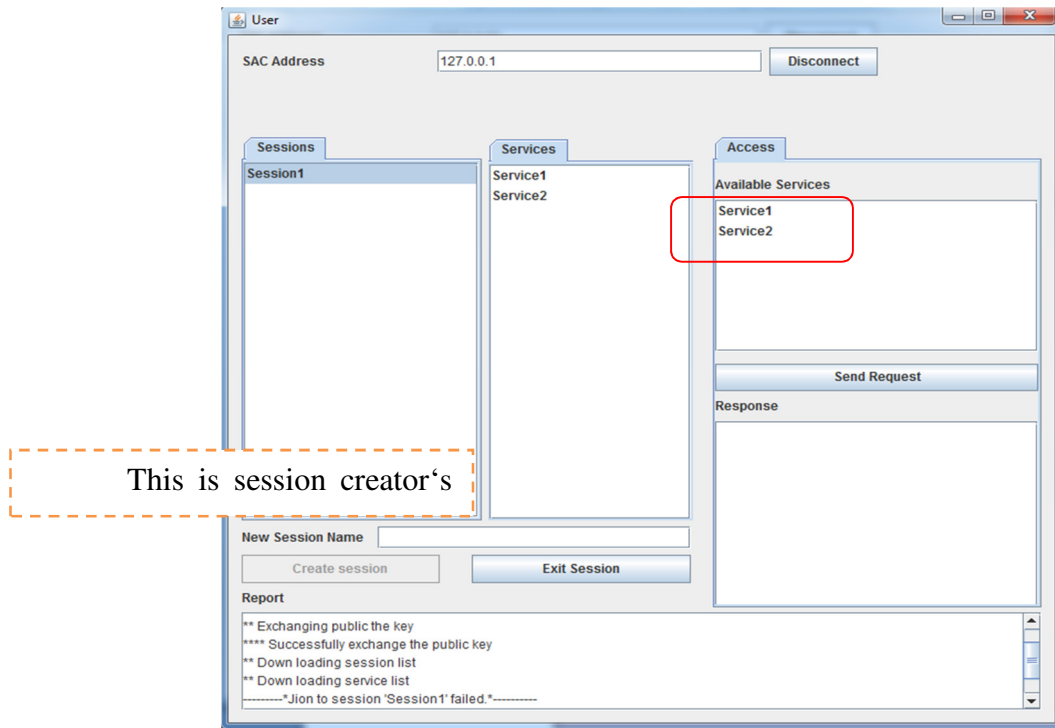 User
SAC Address
127.0.0.1
Disconnect
Sessions
Session1
Services
Service1
Service2
Access
Available Services
Service1
Service2
Send Request
Response
This is session creator‘s
New Session Name
Create session
Exit Session
Report
** Exchanging public the key
**** Successfully exchange the public key
** Down loading session list
** Down loading service list
---------*Jion to session 'Session1' failed.*----------